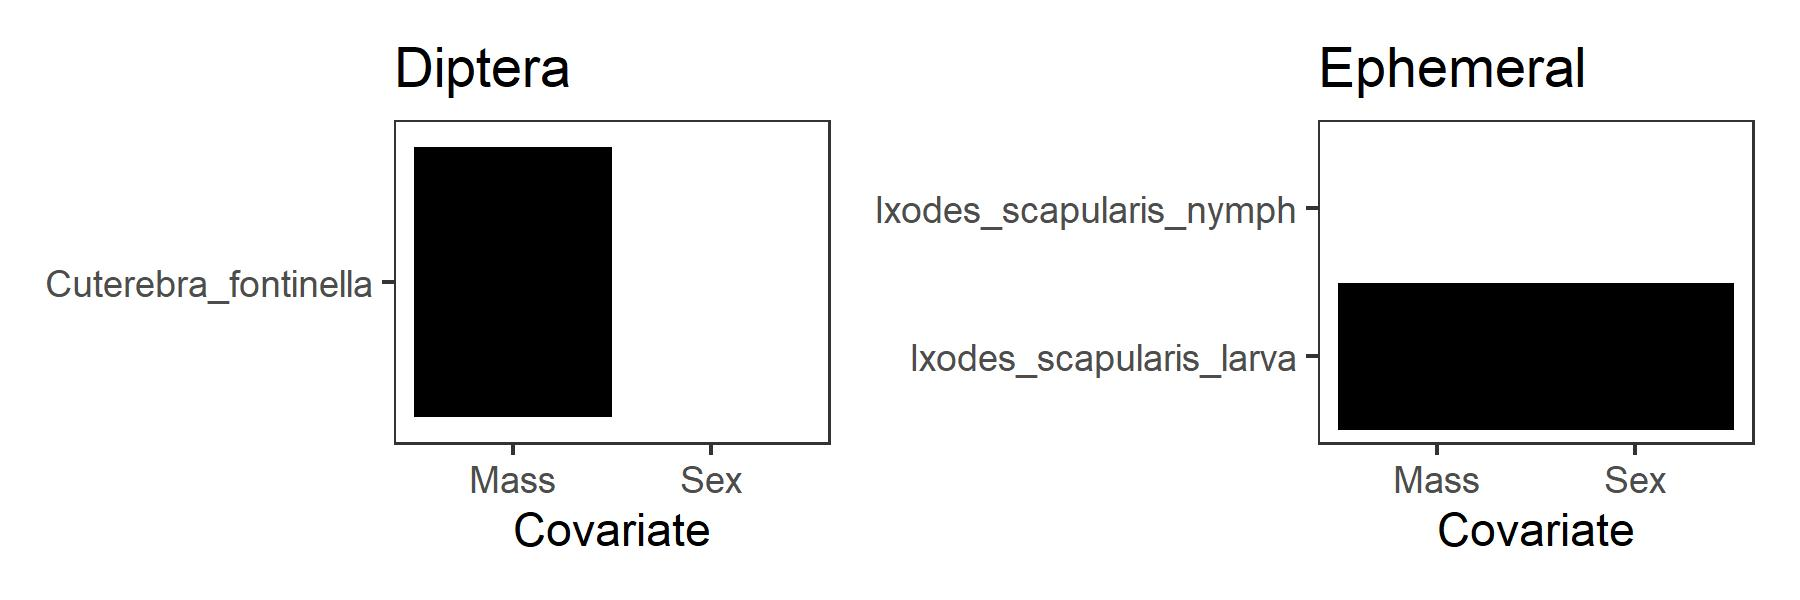 Diptera
Cuterebra_fontinella
Mass Sex
Covariate
Ephemeral
Ixodes_scapularis_nymph
Ixodes_scapularis_larva
Mass Sex
Covariate